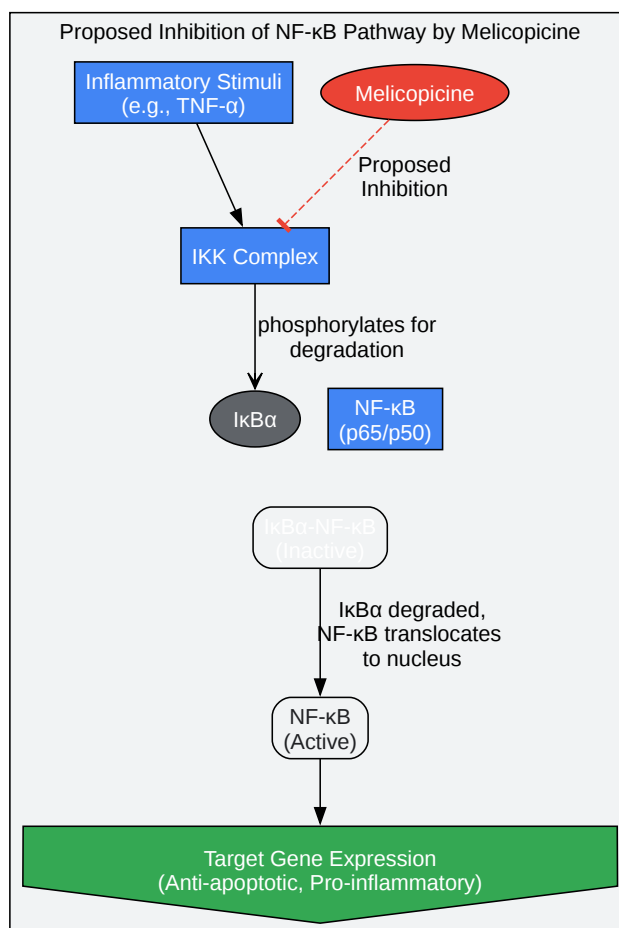 Proposed Inhibition of NF-κB Pathway by Melicopicine
Inflammatory Stimuli
(e.g., TNF-α)
Melicopicine
Proposed
Inhibition
IKK Complex
phosphorylates for
degradation
IκBα
NF-κB
(p65/p50)
IκBα-NF-κB
(Inactive)
IκBα degraded,
NF-κB translocates
to nucleus
NF-κB
(Active)
Target Gene Expression
(Anti-apoptotic, Pro-inflammatory)